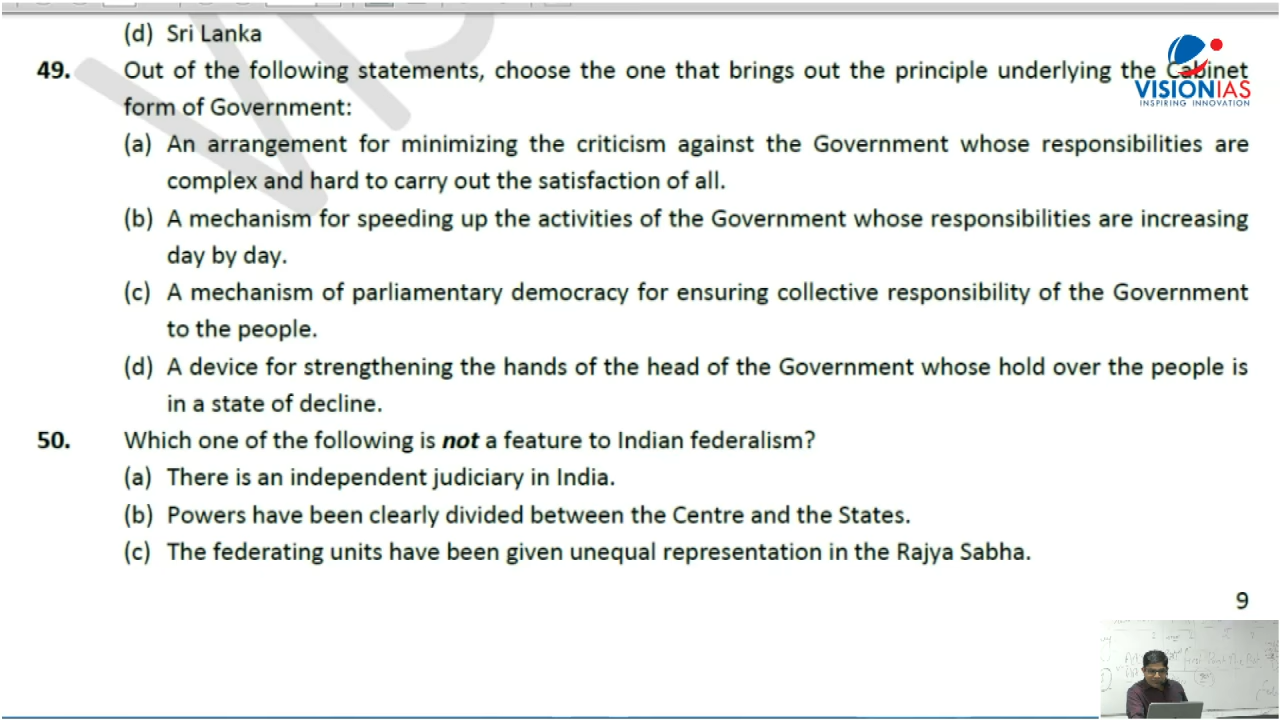 (d) Sri Lanka
49. Out of the following statements, choose the one that brings out the principle underlying the Cabinet
form of Government:
VISIONIAS
INSPIRING INNOVATION
(a) An arrangement for minimizing the criticism against the Government whose responsibilities are
complex and hard to carry out the satisfaction of all.
(b) A mechanism for speeding up the activities of the Government whose responsibilities are increasing
day by day.
(c) A mechanism of parliamentary democracy for ensuring collective responsibility of the Government
to the people.
(d) A device for strengthening the hands of the head of the Government whose hold over the people is
in a state of decline.
50. Which one of the following is not a feature to Indian federalism?
(a) There is an independent judiciary in India.
(b) Powers have been clearly divided between the Centre and the States.
(c) The federating units have been given unequal representation in the Rajya Sabha.
9